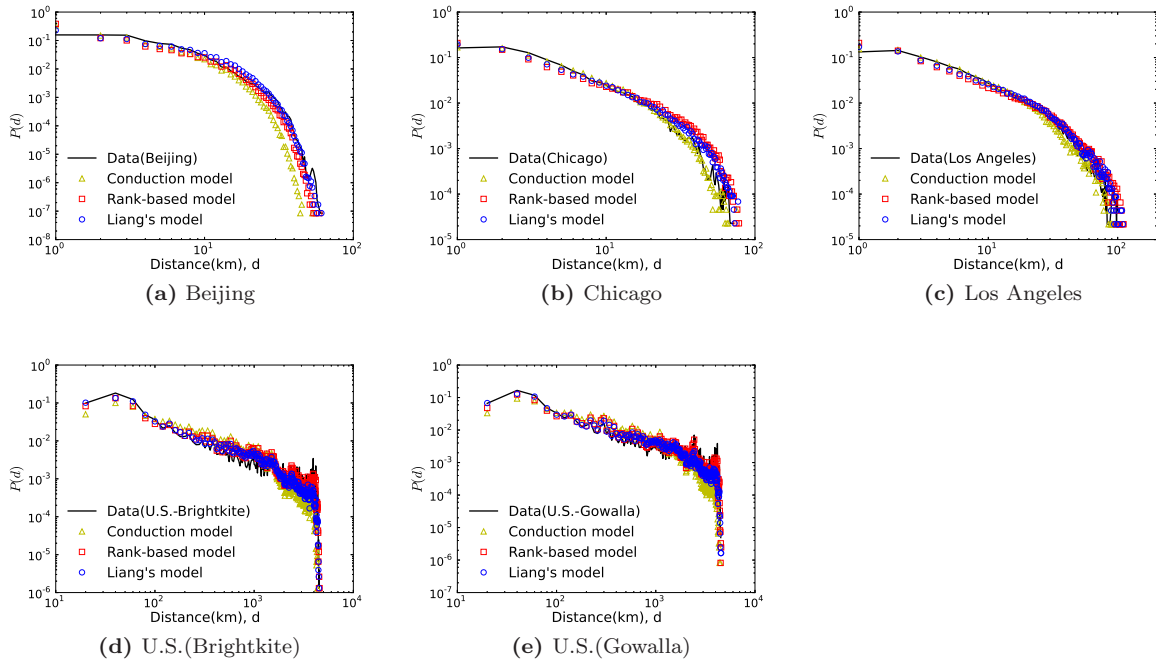 10^0
10^-1
10^-2
10^-3
10^-4
10^-5
10^-6
10^-7
10^-8
P(d)
Data(Beijing)
Conduction model
Rank-based model
Liang's model
10^0 10^1 10^2
Distance(km), d
(a) Beijing
10^0
10^-1
10^-2
10^-3
10^-4
10^-5
P(d)
Data(Chicago)
Conduction model
Rank-based model
Liang's model
10^0 10^1 10^2
Distance(km), d
(b) Chicago
10^0
10^-1
10^-2
10^-3
10^-4
10^-5
P(d)
Data(Los Angeles)
Conduction model
Rank-based model
Liang's model
10^0 10^1 10^2
Distance(km), d
(c) Los Angeles
10^0
10^-1
10^-2
10^-3
10^-4
10^-5
10^-6
P(d)
Data(U.S.-Brightkite)
Conduction model
Rank-based model
Liang's model
10^1 10^2 10^3 10^4
Distance(km), d
(d) U.S.(Brightkite)
10^0
10^-1
10^-2
10^-3
10^-4
10^-5
10^-6
10^-7
P(d)
Data(U.S.-Gowalla)
Conduction model
Rank-based model
Liang's model
10^1 10^2 10^3 10^4
Distance(km), d
(e) U.S.(Gowalla)